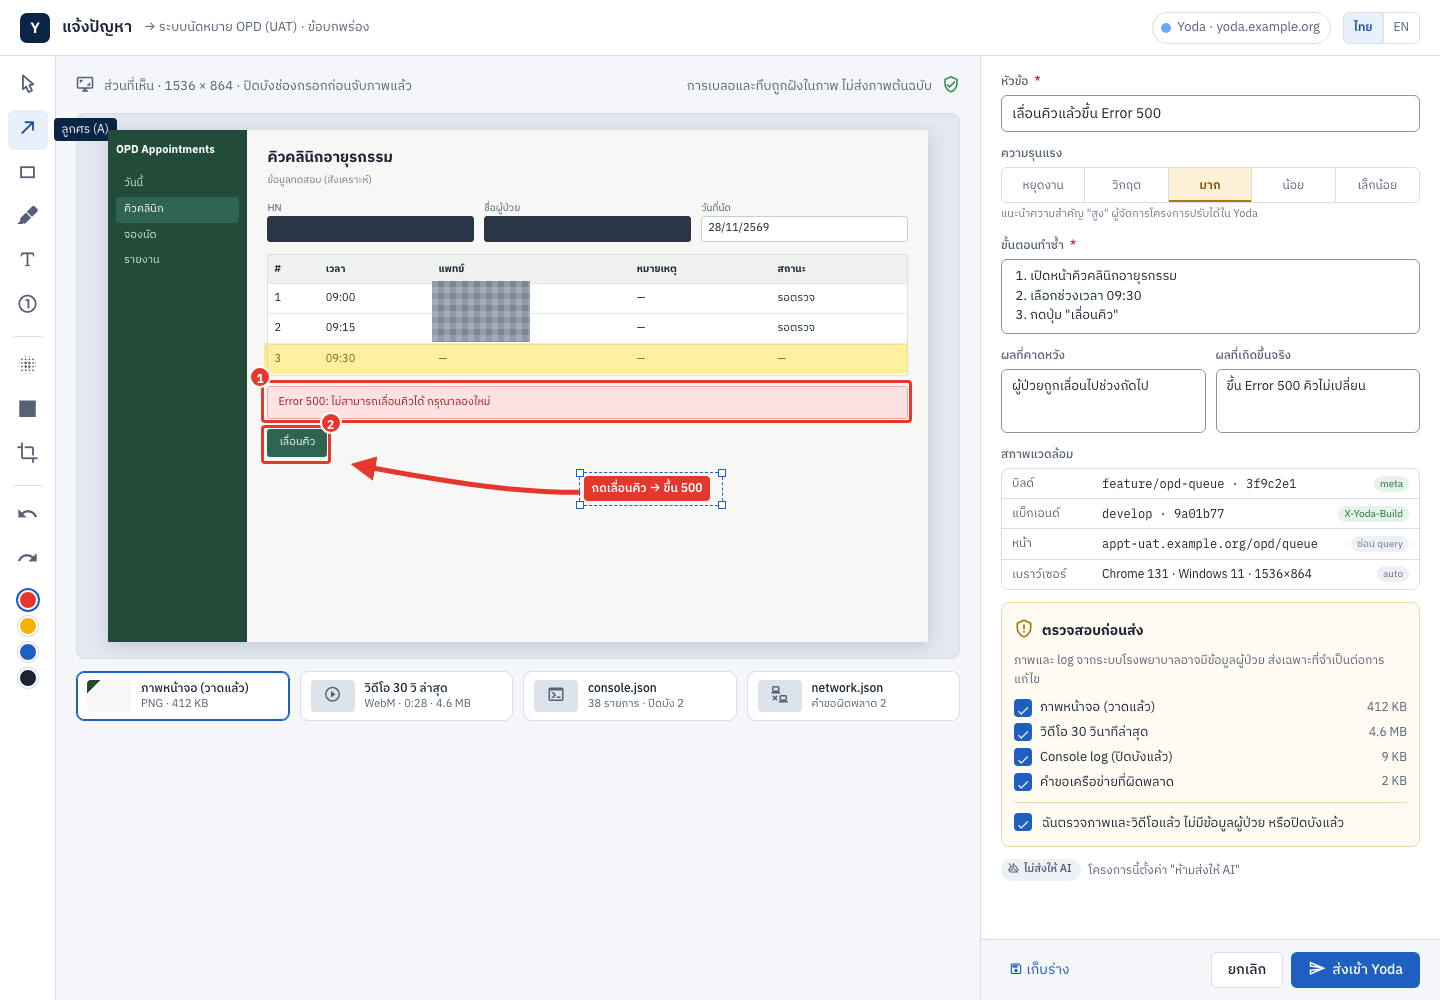 Y แจ้งปัญหา → ระบบนัดหมาย OPD (UAT) · ข้อบกพร่อง
Yoda · yoda.example.org
ไทย EN
ส่วนที่เห็น · 1536 × 864 · ปิดบังช่องกรอกก่อนจับภาพแล้ว
การเบลอและทึบถูกฝังในภาพ ไม่ส่งภาพต้นฉบับ
ลูกศร (A)
OPD Appointments
วันนี้
คิวคลินิก
จองนัด
รายงาน
คิวคลินิกอายุรกรรม
ข้อมูลทดสอบ (สังเคราะห์)
HN ชื่อผู้ป่วย วันที่นัด
28/11/2569
# เวลา แพทย์ หมายเหตุ สถานะ
1 09:00 — รอตรวจ
2 09:15 — รอตรวจ
3 09:30 — — —
1
Error 500: ไม่สามารถเลื่อนคิวได้ กรุณาลองใหม่
2
เลื่อนคิว
กดเลื่อนคิว → ขึ้น 500
ภาพหน้าจอ (วาดแล้ว)
PNG · 412 KB
วิดีโอ 30 วิ ล่าสุด
WebM · 0:28 · 4.6 MB
console.json
38 รายการ · ปิดบัง 2
network.json
คำขอผิดพลาด 2
หัวข้อ *
เลื่อนคิวแล้วขึ้น Error 500
ความรุนแรง
หยุดงาน วิกฤต มาก น้อย เล็กน้อย
แนะนำความสำคัญ "สูง" ผู้จัดการโครงการปรับได้ใน Yoda
ขั้นตอนทำซ้ำ *
1. เปิดหน้าคิวคลินิกอายุรกรรม
2. เลือกช่วงเวลา 09:30
3. กดปุ่ม "เลื่อนคิว"
ผลที่คาดหวัง ผลที่เกิดขึ้นจริง
ผู้ป่วยถูกเลื่อนไปช่วงถัดไป ขึ้น Error 500 คิวไม่เปลี่ยน
สภาพแวดล้อม
บิลด์ feature/opd-queue · 3f9c2e1 meta
แบ็กเอนด์ develop · 9a01b77 X-Yoda-Build
หน้า appt-uat.example.org/opd/queue ซ่อน query
เบราว์เซอร์ Chrome 131 · Windows 11 · 1536×864 auto
ตรวจสอบก่อนส่ง
ภาพและ log จากระบบโรงพยาบาลอาจมีข้อมูลผู้ป่วย ส่งเฉพาะที่จำเป็นต่อการ
แก้ไข
ภาพหน้าจอ (วาดแล้ว) 412 KB
วิดีโอ 30 วินาทีล่าสุด 4.6 MB
Console log (ปิดบังแล้ว) 9 KB
คำขอเครือข่ายที่ผิดพลาด 2 KB
ฉันตรวจภาพและวิดีโอแล้ว ไม่มีข้อมูลผู้ป่วย หรือปิดบังแล้ว
ไม่ส่งให้ AI โครงการนี้ตั้งค่า "ห้ามส่งให้ AI"
เก็บร่าง ยกเลิก ส่งเข้า Yoda